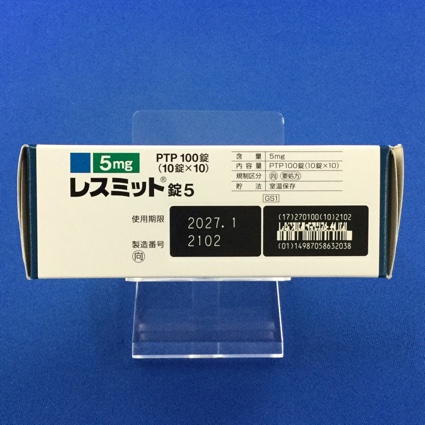 5mg PTP 100錠
(10錠×10)
レスミット®錠5
使用期限 2027.1
製造番号 2102
向
含量 5mg
内容量 PTP100錠(10錠×10)
規制区分 向 要処方
貯法 室温保存
GS1
(17)270100(10)2102
(01)14987058632038